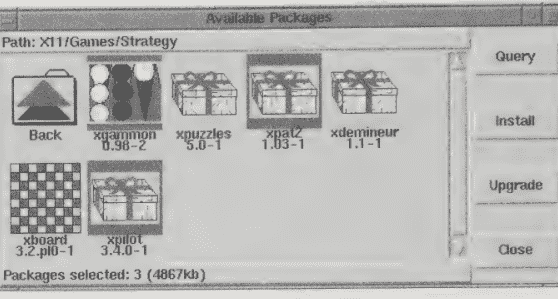 Available Packages
Path: X11/Games/Strategy
Query
Back
xgammon
0.98-2
xpuzzles
5.0-1
xpat2
1.03-1
xdemineur
1.1-1
Install
Upgrade
xboard
3.2.pl0-1
xpilot
3.4.0-1
Close
Packages selected: 3 (4867kb)